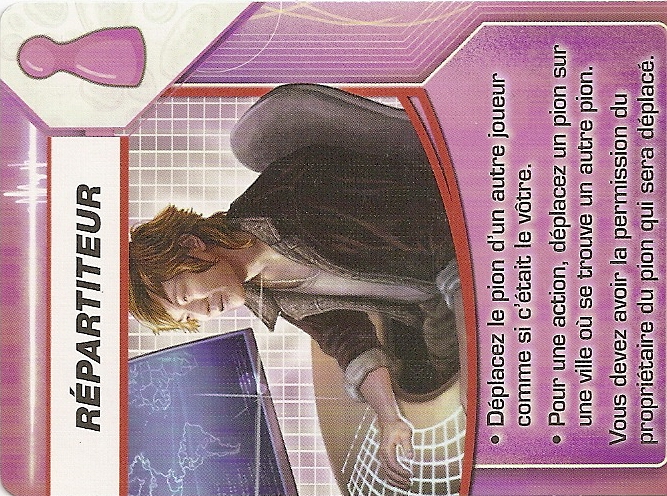 RÉPARTITEUR
• Déplacez le pion d'un autre joueur
comme si c'était le vôtre.
• Pour une action, déplacez un pion sur
une ville où se trouve un autre pion.
Vous devez avoir la permission du
propriétaire du pion qui sera déplacé.